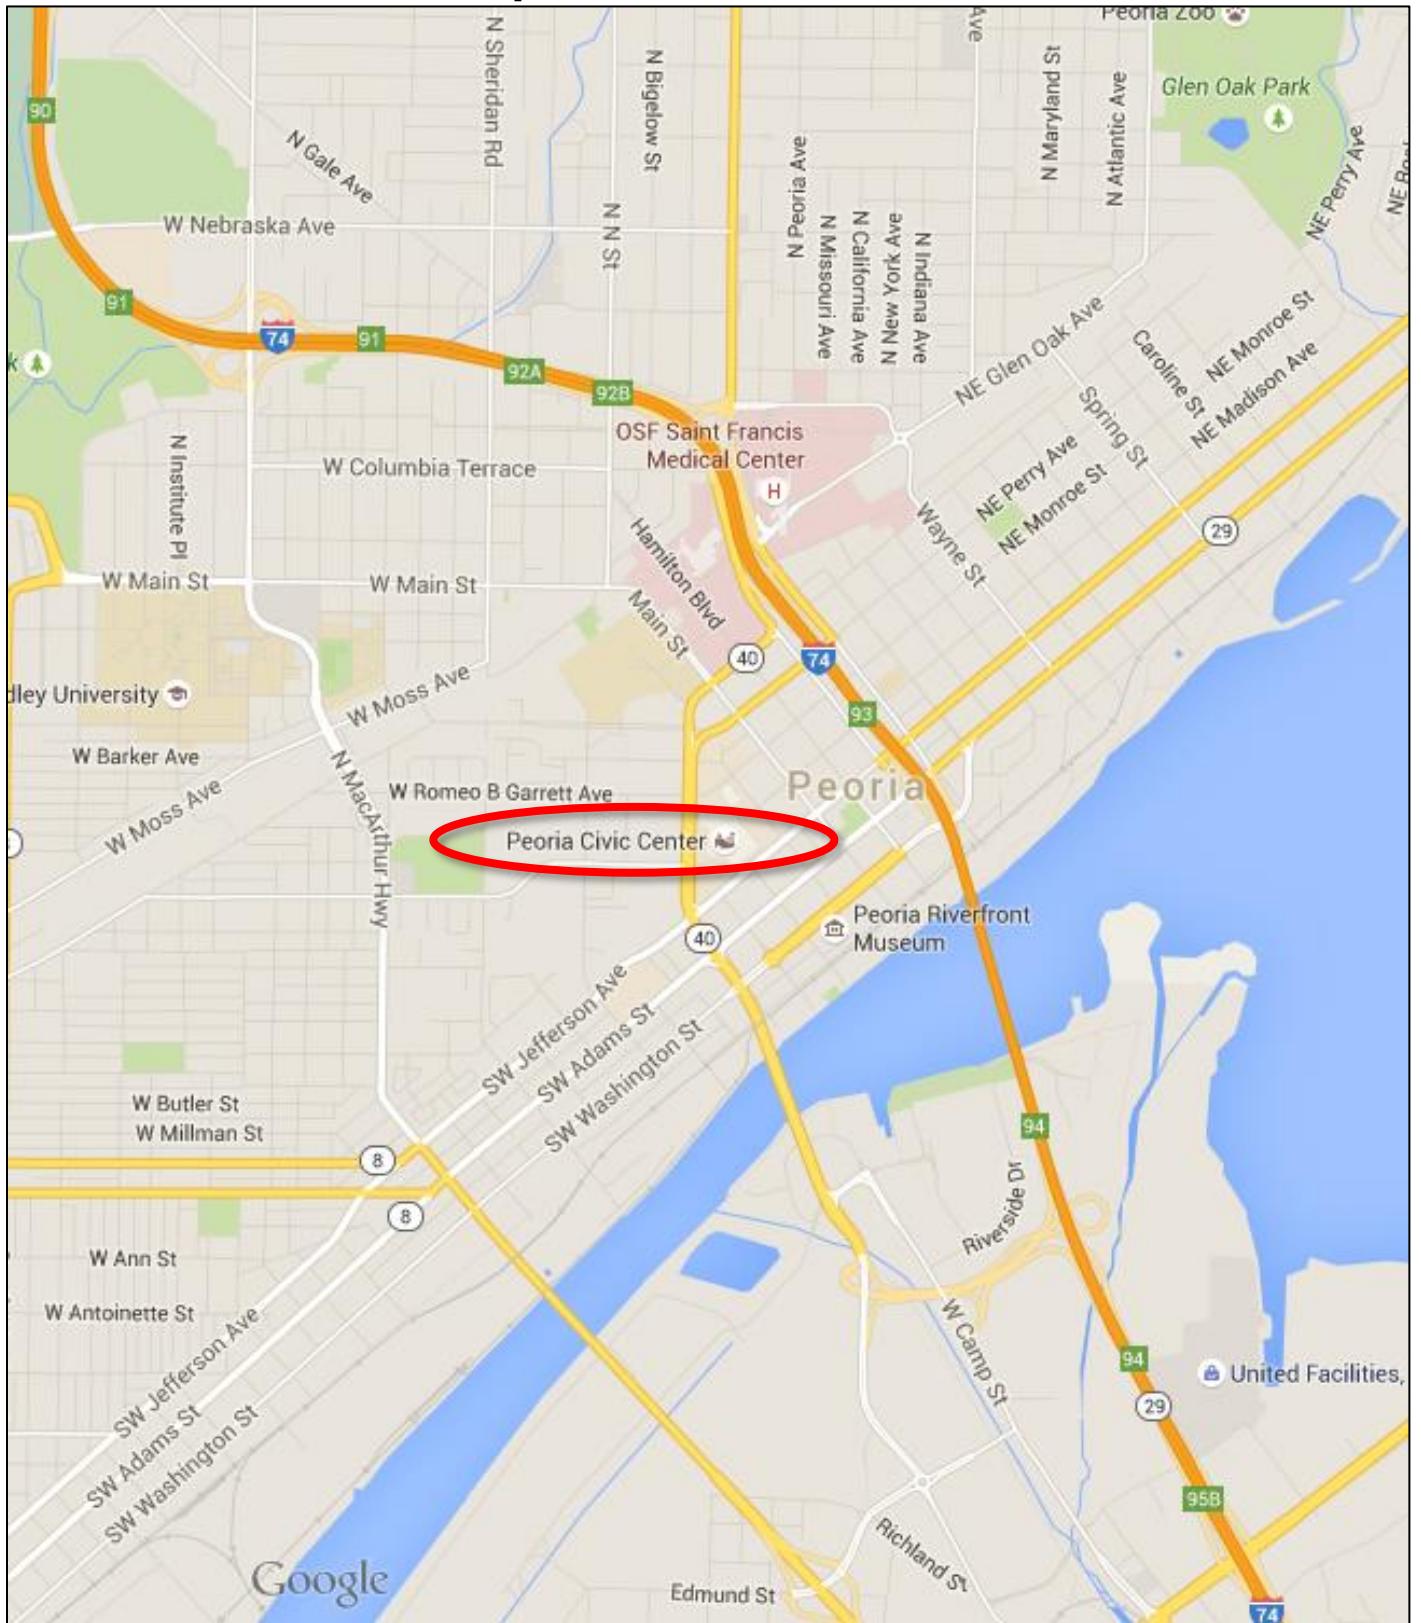 Peoria Zoo
Ave
N Sheridan Rd
N Bigelow St
N Maryland St
N Atlantic Ave
Glen Oak Park
90
N Gale Ave
NE Perry Ave
NE
N Peoria Ave
N Missouri Ave
N California Ave
N New York Ave
N Indiana Ave
W Nebraska Ave
N N St
91
74
91
92A
92B
k
NE Glen Oak Ave
Caroline St
NE Monroe St
NE Madison Ave
Spring St
OSF Saint Francis
Medical Center
H
N Institute Pl
W Columbia Terrace
NE Perry Ave
NE Monroe St
29
Wayne St
Hamilton Blvd
W Main St
W Main St
Main St
40
74
dley University
W Moss Ave
93
W Barker Ave
N MacArthur Hwy
W Romeo B Garrett Ave
Peoria
W Moss Ave
Peoria Civic Center
Peoria Riverfront
Museum
40
SW Jefferson Ave
SW Adams St
SW Washington St
W Butler St
W Millman St
94
8
8
Riverside Dr
W Ann St
W Antoinette St
W Camp St
94
United Facilities,
29
SW Jefferson Ave
SW Adams St
SW Washington St
95B
Richland St
Google
Edmund St
74